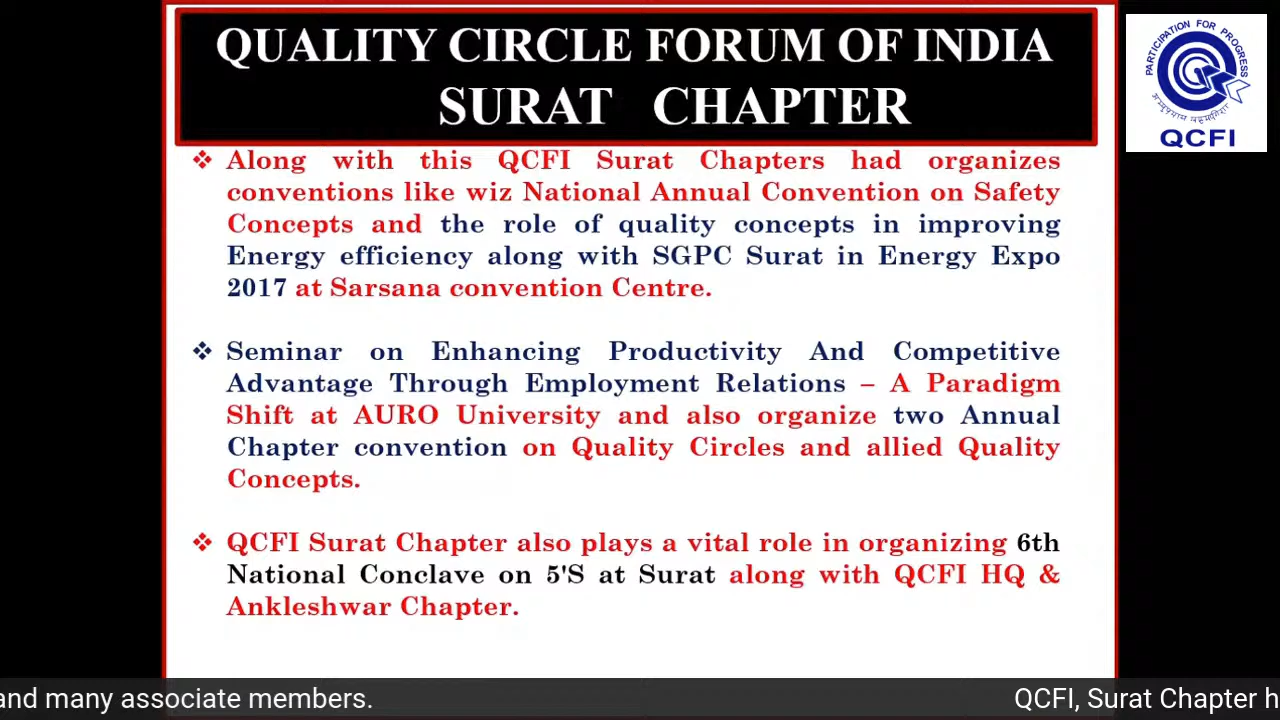 QUALITY CIRCLE FORUM OF INDIA
SURAT CHAPTER
PARTICIPATION FOR PROGRESS
QCFI
❖ Along with this QCFI Surat Chapters had organizes
conventions like wiz National Annual Convention on Safety
Concepts and the role of quality concepts in improving
Energy efficiency along with SGPC Surat in Energy Expo
2017 at Sarsana convention Centre.
❖ Seminar on Enhancing Productivity And Competitive
Advantage Through Employment Relations – A Paradigm
Shift at AURO University and also organize two Annual
Chapter convention on Quality Circles and allied Quality
Concepts.
❖ QCFI Surat Chapter also plays a vital role in organizing 6th
National Conclave on 5'S at Surat along with QCFI HQ &
Ankleshwar Chapter.
and many associate members. QCFI, Surat Chapter h